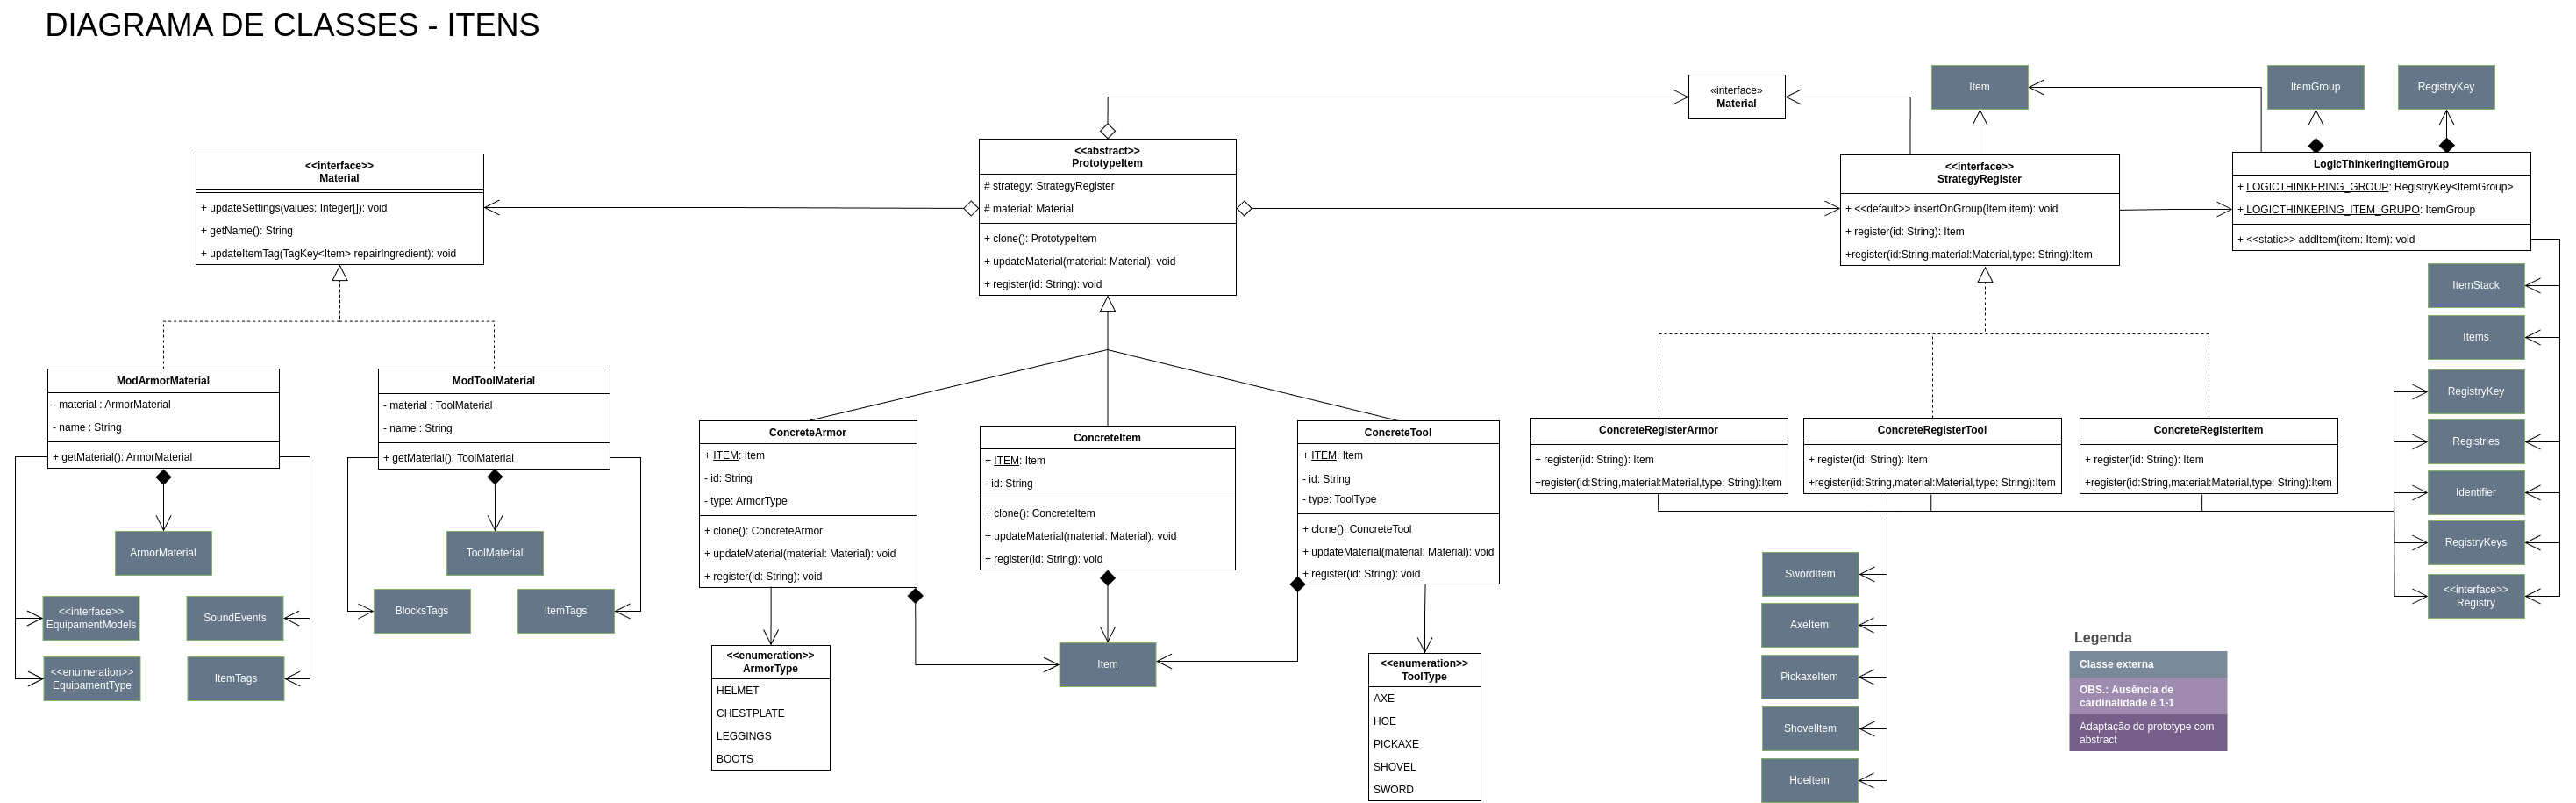 DIAGRAMA DE CLASSES - ITENS
«interface»
Material
Item
ItemGroup
RegistryKey
<<interface>>
Material
+ updateSettings(values: Integer[]): void
+ getName(): String
+ updateItemTag(TagKey<Item> repairIngredient): void
<<abstract>>
PrototypeItem
# strategy: StrategyRegister
# material: Material
+ clone(): PrototypeItem
+ updateMaterial(material: Material): void
+ register(id: String): void
<<interface>>
StrategyRegister
+ <<default>> insertOnGroup(Item item): void
+ register(id: String): Item
+register(id:String,material:Material,type: String):Item
LogicThinkeringItemGroup
+ LOGICTHINKERING_GROUP: RegistryKey<ItemGroup>
+ LOGICTHINKERING_ITEM_GRUPO: ItemGroup
+ <<static>> addItem(item: Item): void
ModArmorMaterial
- material : ArmorMaterial
- name : String
+ getMaterial(): ArmorMaterial
ModToolMaterial
- material : ToolMaterial
- name : String
+ getMaterial(): ToolMaterial
ArmorMaterial
<<interface>>
EquipamentModels
SoundEvents
<<enumeration>>
EquipamentType
ItemTags
ToolMaterial
BlocksTags
ItemTags
ConcreteArmor
+ ITEM: Item
- id: String
- type: ArmorType
+ clone(): ConcreteArmor
+ updateMaterial(material: Material): void
+ register(id: String): void
ConcreteItem
+ ITEM: Item
- id: String
+ clone(): ConcreteItem
+ updateMaterial(material: Material): void
+ register(id: String): void
ConcreteTool
+ ITEM: Item
- id: String
- type: ToolType
+ clone(): ConcreteTool
+ updateMaterial(material: Material): void
+ register(id: String): void
<<enumeration>>
ArmorType
HELMET
CHESTPLATE
LEGGINGS
BOOTS
Item
<<enumeration>>
ToolType
AXE
HOE
PICKAXE
SHOVEL
SWORD
ConcreteRegisterArmor
+ register(id: String): Item
+register(id:String,material:Material,type: String):Item
ConcreteRegisterTool
+ register(id: String): Item
+register(id:String,material:Material,type: String):Item
ConcreteRegisterItem
+ register(id: String): Item
+register(id:String,material:Material,type: String):Item
SwordItem
AxeItem
PickaxeItem
ShovelItem
HoeItem
ItemStack
Items
RegistryKey
Registries
Identifier
RegistryKeys
<<interface>>
Registry
Legenda
Classe externa
OBS.: Ausência de
cardinalidade é 1-1
Adaptação do prototype com
abstract